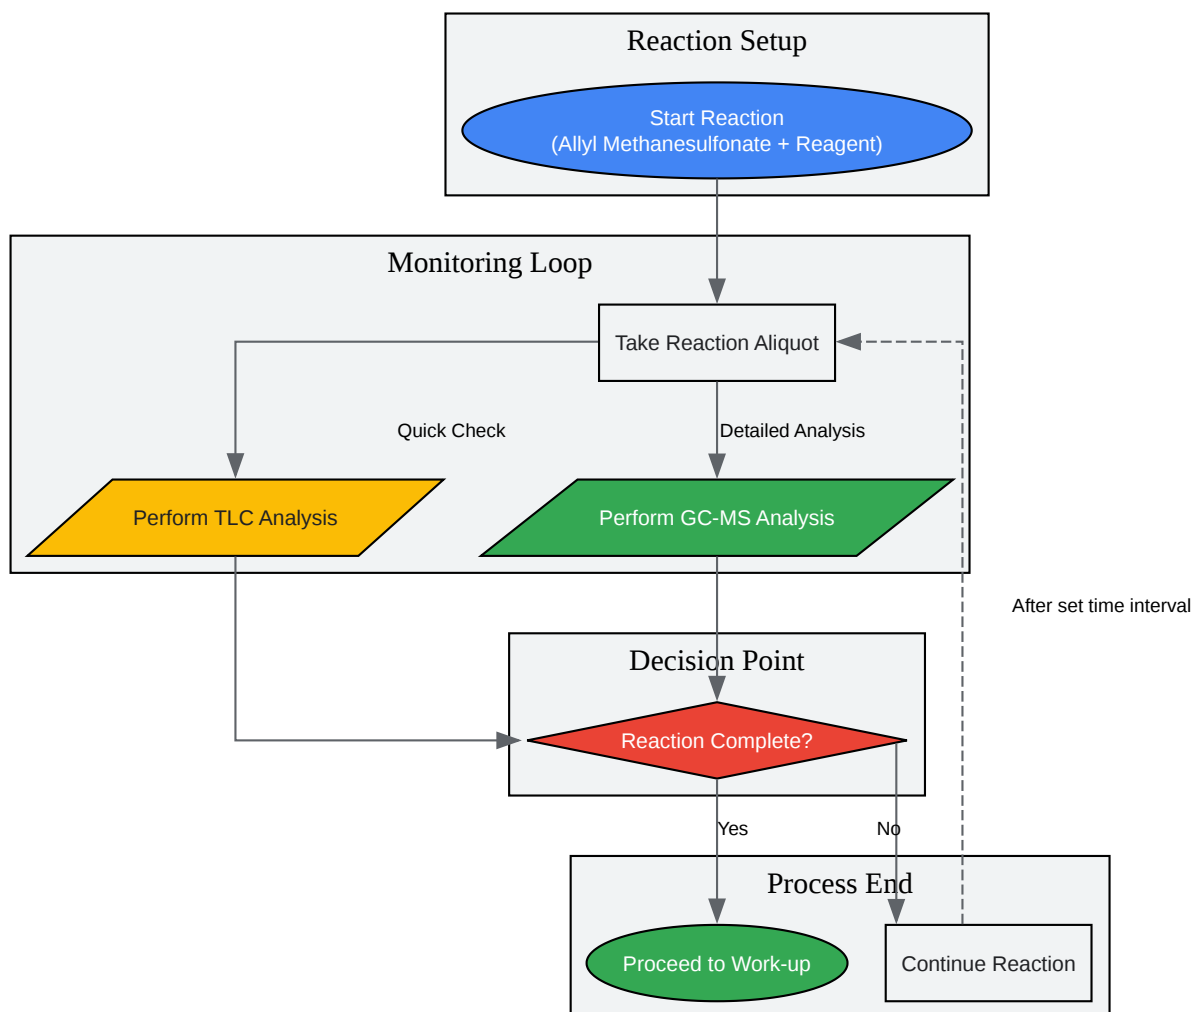 Reaction Setup
Start Reaction
(Allyl Methanesulfonate + Reagent)
Monitoring Loop
Take Reaction Aliquot
Quick Check
Detailed Analysis
Perform TLC Analysis
Perform GC-MS Analysis
After set time interval
Decision Point
Reaction Complete?
Yes
No
Process End
Proceed to Work-up
Continue Reaction